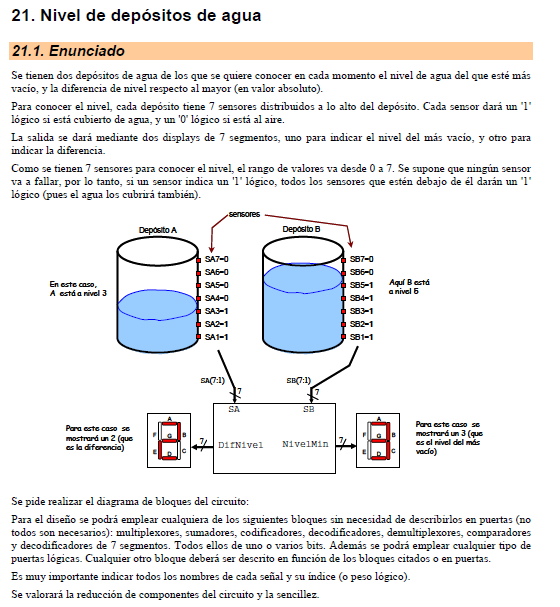 21. Nivel de depósitos de agua
21.1. Enunciado
Se tienen dos depósitos de agua de los que se quiere conocer en cada momento el nivel de agua del que esté más
vacío, y la diferencia de nivel respecto al mayor (en valor absoluto).
Para conocer el nivel, cada depósito tiene 7 sensores distribuidos a lo alto del depósito. Cada sensor dará un '1'
lógico si está cubierto de agua, y un '0' lógico si está al aire.
La salida se dará mediante dos displays de 7 segmentos, uno para indicar el nivel del más vacío, y otro para
indicar la diferencia.
Como se tienen 7 sensores para conocer el nivel, el rango de valores va desde 0 a 7. Se supone que ningún sensor
va a fallar, por lo tanto, si un sensor indica un '1' lógico, todos los sensores que estén debajo de él darán un '1'
lógico (pues el agua los cubrirá también).
sensores
Depósito A
Depósito B
SA7=0
SA6=0
SA5=0
SA4=0
SA3=1
SA2=1
SA1=1
SB7=0
SB6=0
SB5=1
SB4=1
SB3=1
SB2=1
SB1=1
En este caso,
A está a nivel 3
Aquí B está
a nivel 5
SA(7:1)
SB(7:1)
7
7
SA
SB
DifNivel
NivelMin
7
7
Para este caso se
mostrará un 2 (que
es la diferencia)
A
F G B
E D C
A
F G B
E D C
Para este caso se
mostrará un 3 (que
es el nivel del más
vacío)
Se pide realizar el diagrama de bloques del circuito:
Para el diseño se podrá emplear cualquiera de los siguientes bloques sin necesidad de describirlos en puertas (no
todos son necesarios): multiplexores, sumadores, codificadores, decodificadores, demultiplexores, comparadores
y decodificadores de 7 segmentos. Todos ellos de uno o varios bits. Además se podrá emplear cualquier tipo de
puertas lógicas. Cualquier otro bloque deberá ser descrito en función de los bloques citados o en puertas.
Es muy importante indicar todos los nombres de cada señal y su índice (o peso lógico).
Se valorará la reducción de componentes del circuito y la sencillez.